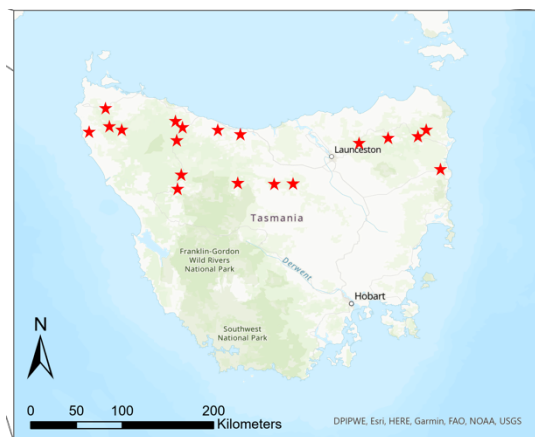 Launceston
Tasmania
Franklin-Gordon
Wild Rivers
National Park
Derwent
Hobart
Southwest
National Park
N
0 50 100 200
Kilometers
DPIPWE, Esri, HERE, Garmin, FAO, NOAA, USGS